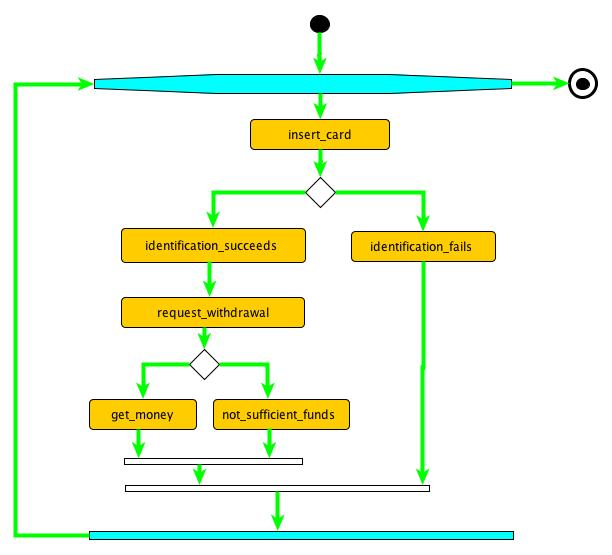 insert_card
identification_succeeds
identification_fails
request_withdrawal
get_money
not_sufficient_funds